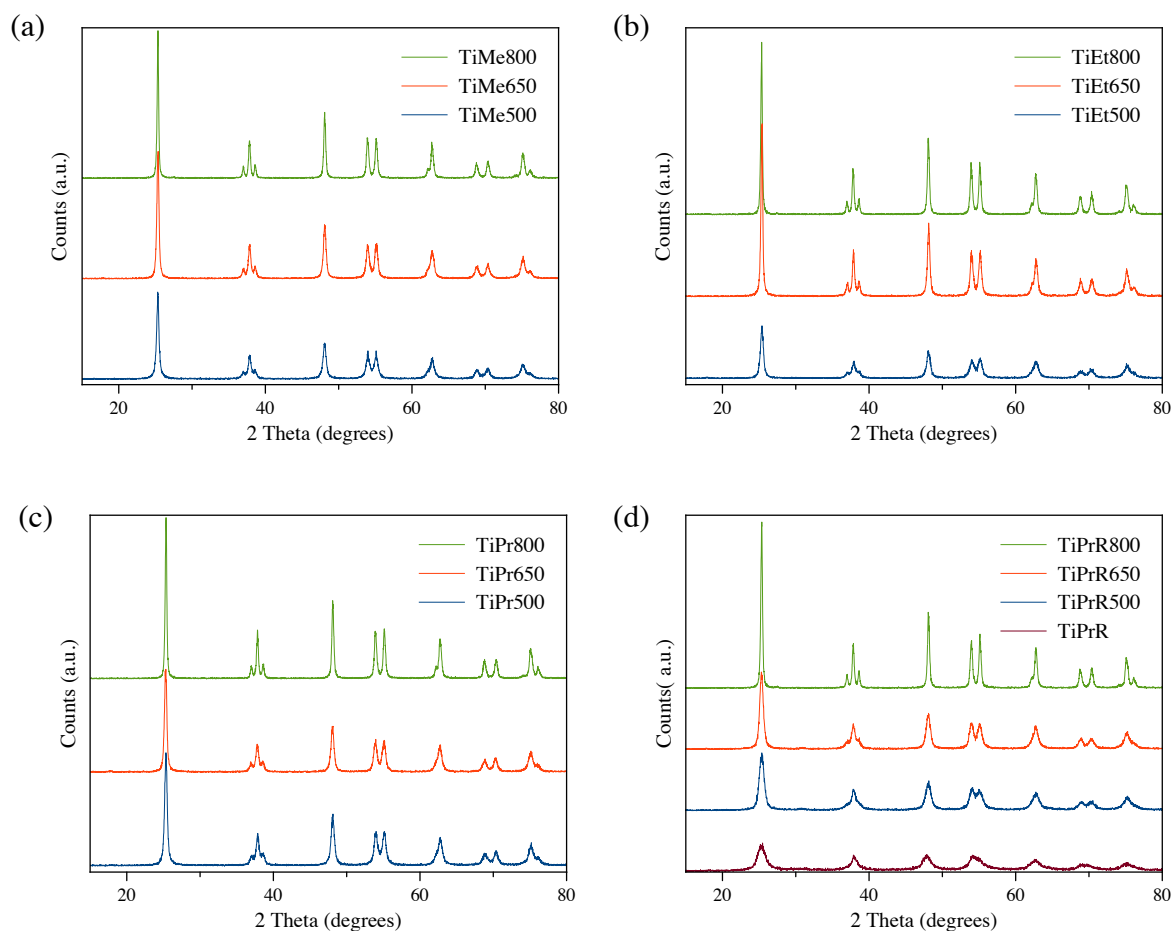 (a)
TiMe800
TiMe650
TiMe500
Counts (a.u.)
20 40 60 80
2 Theta (degrees)
(b)
TiEt800
TiEt650
TiEt500
Counts (a.u.)
20 40 60 80
2 Theta (degrees)
(c)
TiPr800
TiPr650
TiPr500
Counts (a.u.)
20 40 60 80
2 Theta (degrees)
(d)
TiPrR800
TiPrR650
TiPrR500
TiPrR
Counts( a.u.)
20 40 60 80
2 Theta (degrees)